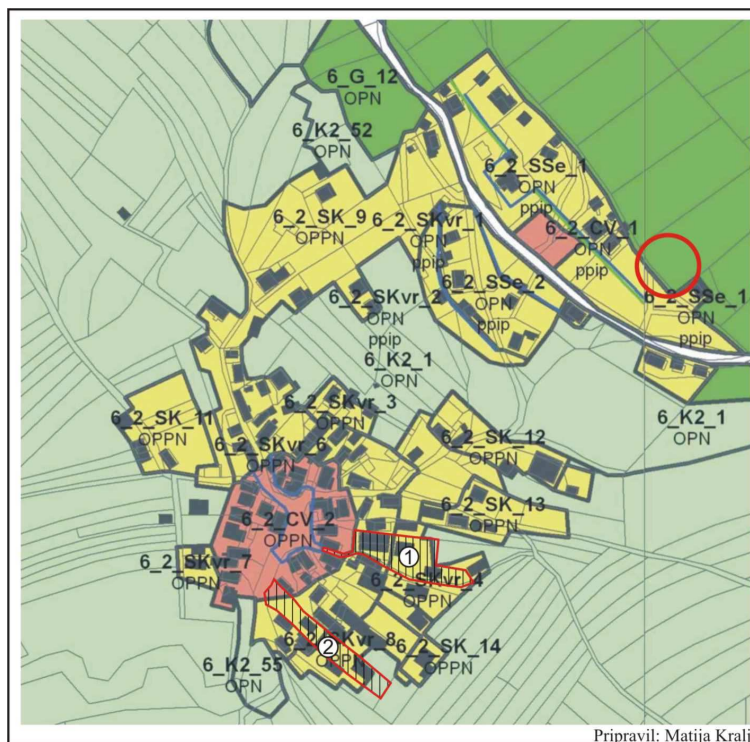 6_G_12
OPN
6_K2_52
OPN
6_2_SSe_1
OPN
ppip
6_2_SK_9
OPPN
6_2_SKvr_1
OPN
ppip
6_2_CV_1
OPN
ppip
6_2_SSe_2
OPN
ppip
6_2_SKvr_2
OPN
ppip
6_2_SSe_1
OPN
ppip
6_K2_1
OPN
6_2_SKvr_3
OPPN
6_2_SK_11
OPPN
6_K2_1
OPN
6_2_SKvr_6
OPPN
6_2_SK_12
OPPN
6_2_SK_13
OPPN
6_2_CV_2
OPPN
1
6_2_SKvr_7
OPPN
6_2_SKvr_4
OPPN
6_2_SKvr_8
OPPN
2
6_2_SK_14
OPPN
6_K2_55
OPN
Pripravil: Matija Kralj